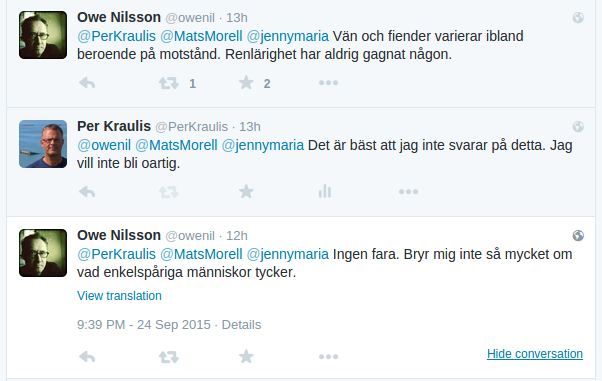 Owe Nilsson @owenil · 13h
@PerKraulis @MatsMorell @jennymaria Vän och fiender varierar ibland
beroende på motstånd. Renlärighet har aldrig gagnat någon.
1 2
Per Kraulis @PerKraulis · 13h
@owenil @MatsMorell @jennymaria Det är bäst att jag inte svarar på detta. Jag
vill inte bli oartig.
Owe Nilsson @owenil · 12h
@PerKraulis @MatsMorell @jennymaria Ingen fara. Bryr mig inte så mycket om
vad enkelspåriga människor tycker.
View translation
9:39 PM - 24 Sep 2015 · Details
Hide conversation